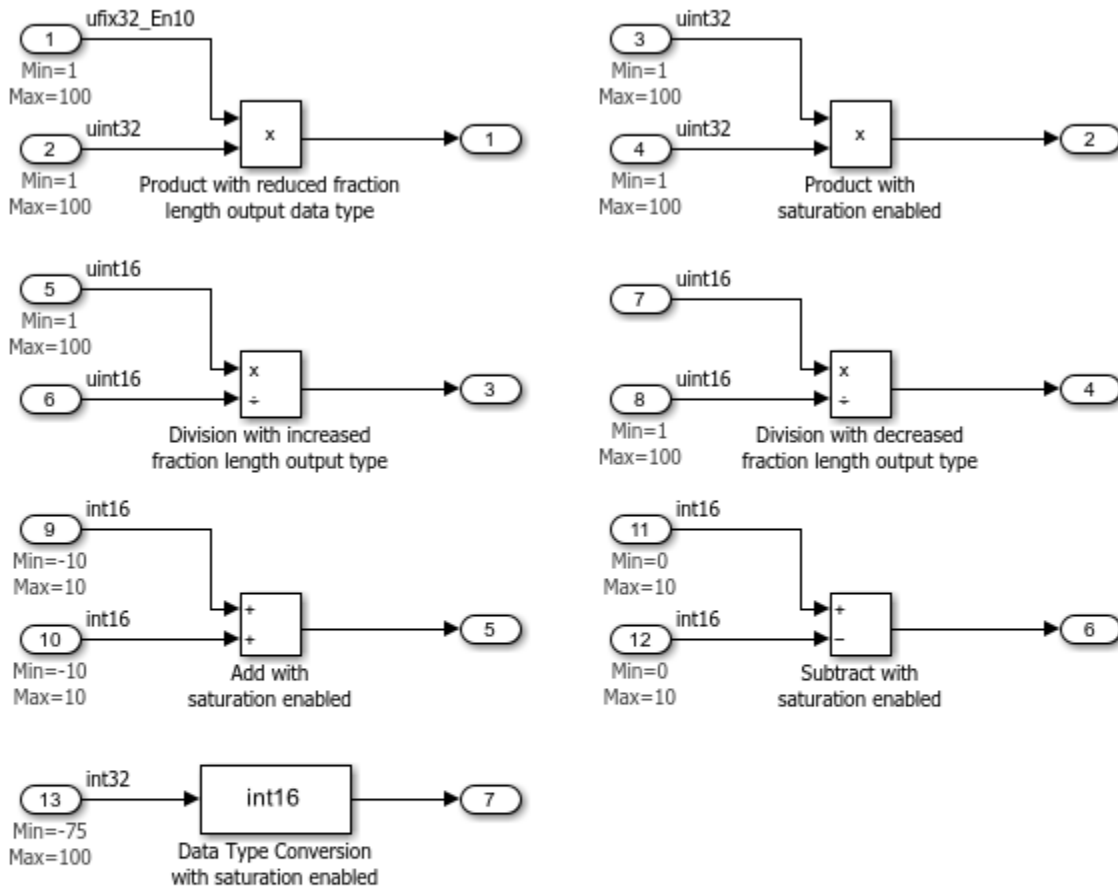 ufix32_En10
1
Min=1
Max=100
uint32
2
Min=1
Max=100
x
1
Product with reduced fraction
length output data type
uint32
3
Min=1
Max=100
uint32
4
Min=1
Max=100
x
2
Product with
saturation enabled
uint16
5
Min=1
Max=100
uint16
6
x
÷
3
Division with increased
fraction length output type
uint16
7
uint16
8
Min=1
Max=100
x
÷
4
Division with decreased
fraction length output type
int16
9
Min=-10
Max=10
int16
10
Min=-10
Max=10
+
+
5
Add with
saturation enabled
int16
11
Min=0
Max=10
int16
12
Min=0
Max=10
+
−
6
Subtract with
saturation enabled
int32
13
Min=-75
Max=100
int16
7
Data Type Conversion
with saturation enabled